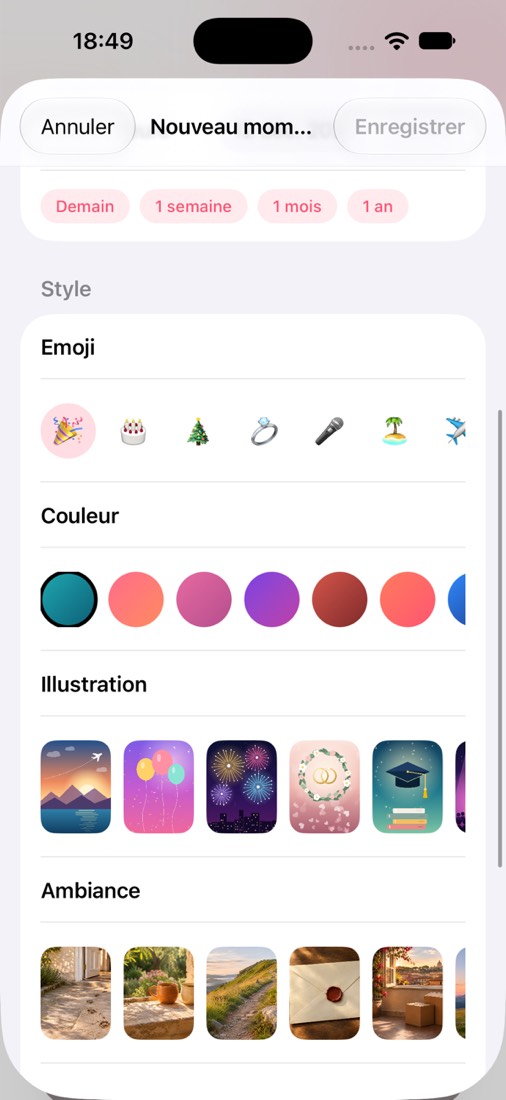 18:49
Annuler Nouveau mom... Enregistrer
Demain 1 semaine 1 mois 1 an
Style
Emoji
Couleur
Illustration
Ambiance